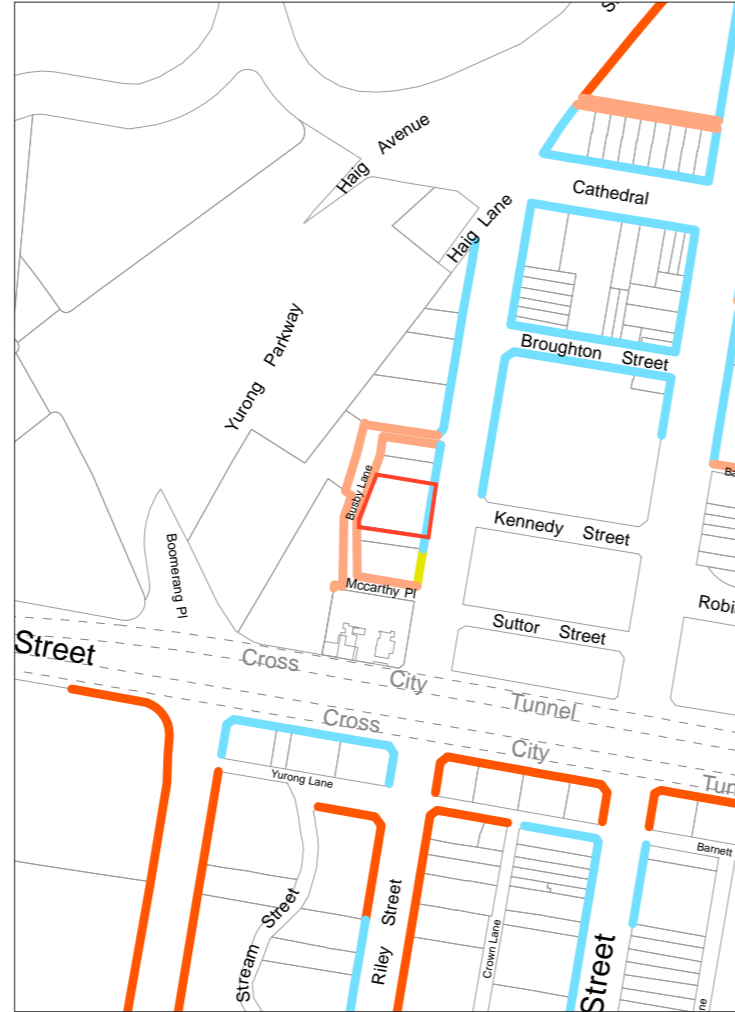 Haig Avenue
Cathedral
Haig Lane
Yurong Parkway
Broughton Street
Busby Lane
Kennedy Street
Boomerang Pl
Mccarthy Pl
Suttor Street
Street
Cross City Tunnel
Cross City
Yurong Lane
Barnett
Stream Street
Riley Street
Crown Lane
Street